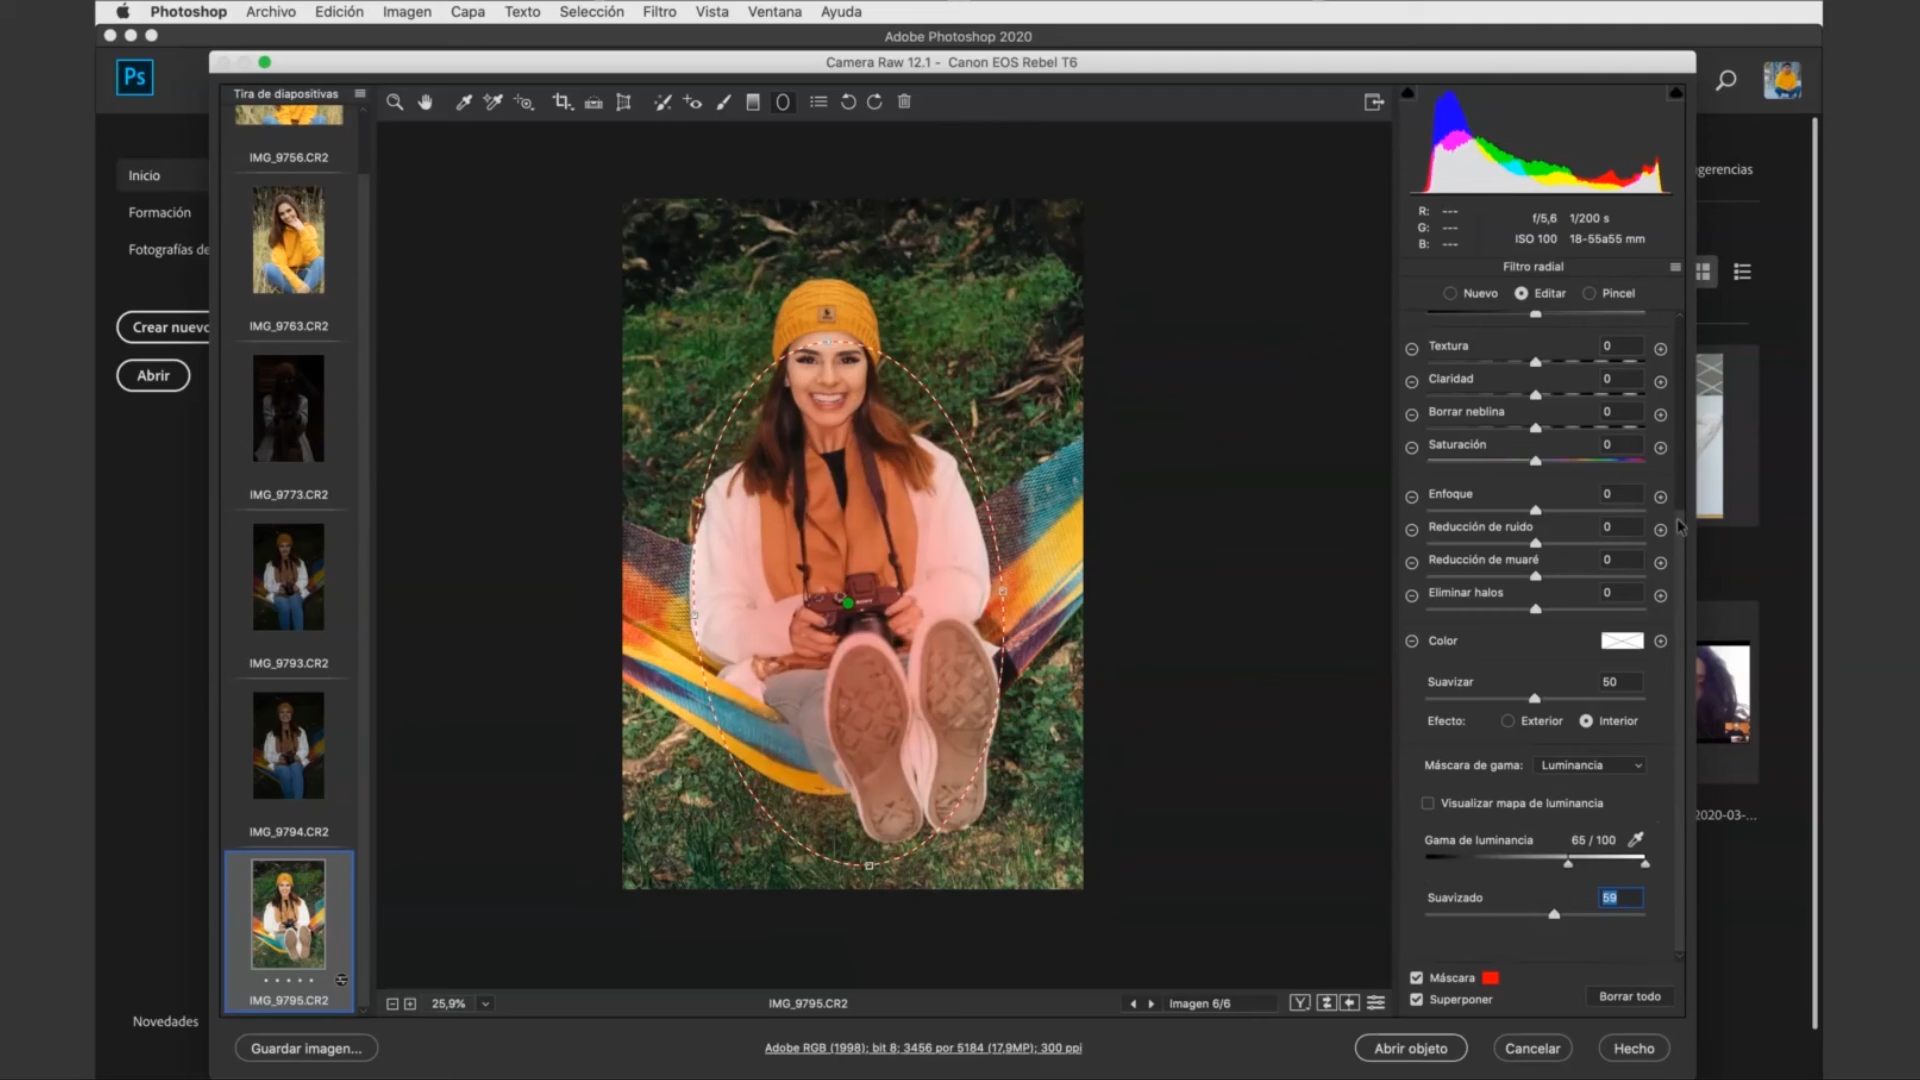 Photoshop Archivo Edición Imagen Capa Texto Selección Filtro Vista Ventana Ayuda
Adobe Photoshop 2020
Camera Raw 12.1 - Canon EOS Rebel T6
Ps
Tira de diapositivas
IMG_9756.CR2
IMG_9763.CR2
IMG_9773.CR2
IMG_9793.CR2
IMG_9794.CR2
IMG_9795.CR2
Inicio
Formación
Fotografías de
Crear nuevo
Abrir
Novedades
gerencias
2020-03-...
R: ---
G: ---
B: ---
f/5,6 1/200 s
ISO 100 18-55a55 mm
Filtro radial
Nuevo Editar Pincel
Textura 0
Claridad 0
Borrar neblina 0
Saturación 0
Enfoque 0
Reducción de ruido 0
Reducción de muaré 0
Eliminar halos 0
Color
Suavizar 50
Efecto: Exterior Interior
Máscara de gama: Luminancia
Visualizar mapa de luminancia
Gama de luminancia 65 / 100
Suavizado 59
Máscara
Superponer
Borrar todo
25,9%
IMG_9795.CR2
Imagen 6/6
Y
Guardar imagen...
Adobe RGB (1998); bit 8; 3456 por 5184 (17,9MP); 300 ppi
Abrir objeto Cancelar Hecho